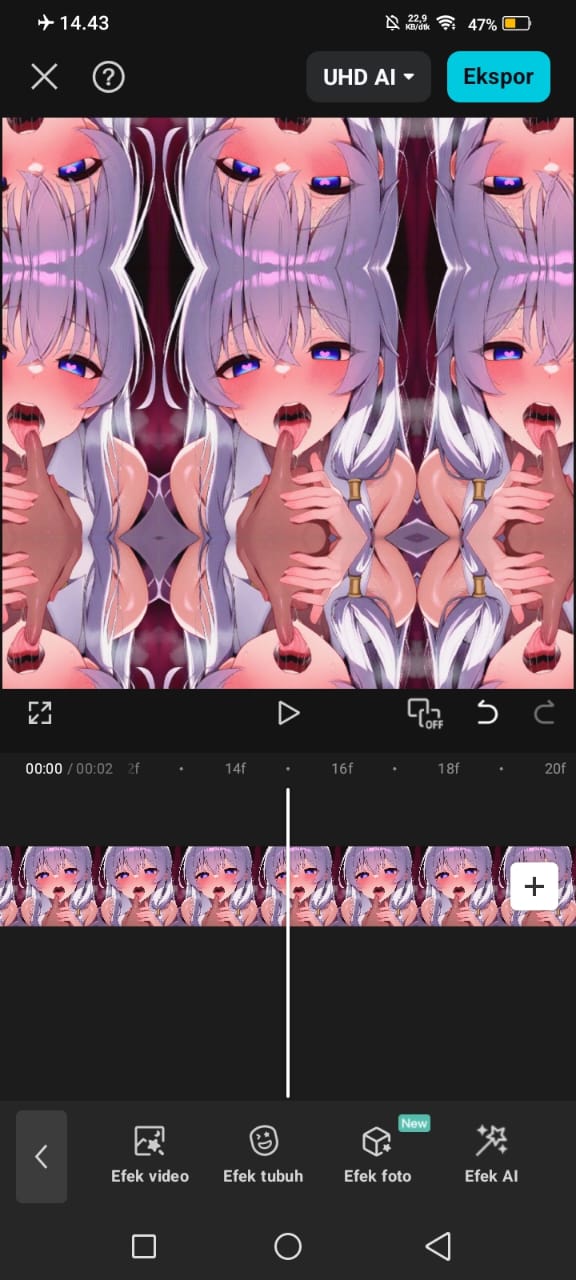 14.43
22,9
KB/dtk
47%
UHD AI
Ekspor
OFF
00:00 / 00:02
2f
14f
16f
18f
20f
New
Efek video
Efek tubuh
Efek foto
Efek AI